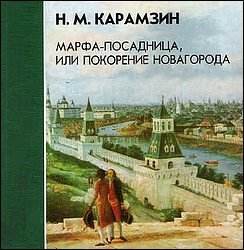 Н. М. КАРАМЗИН
МАРФА-ПОСАДНИЦА,
ИЛИ ПОКОРЕНИЕ НОВАГОРОДА